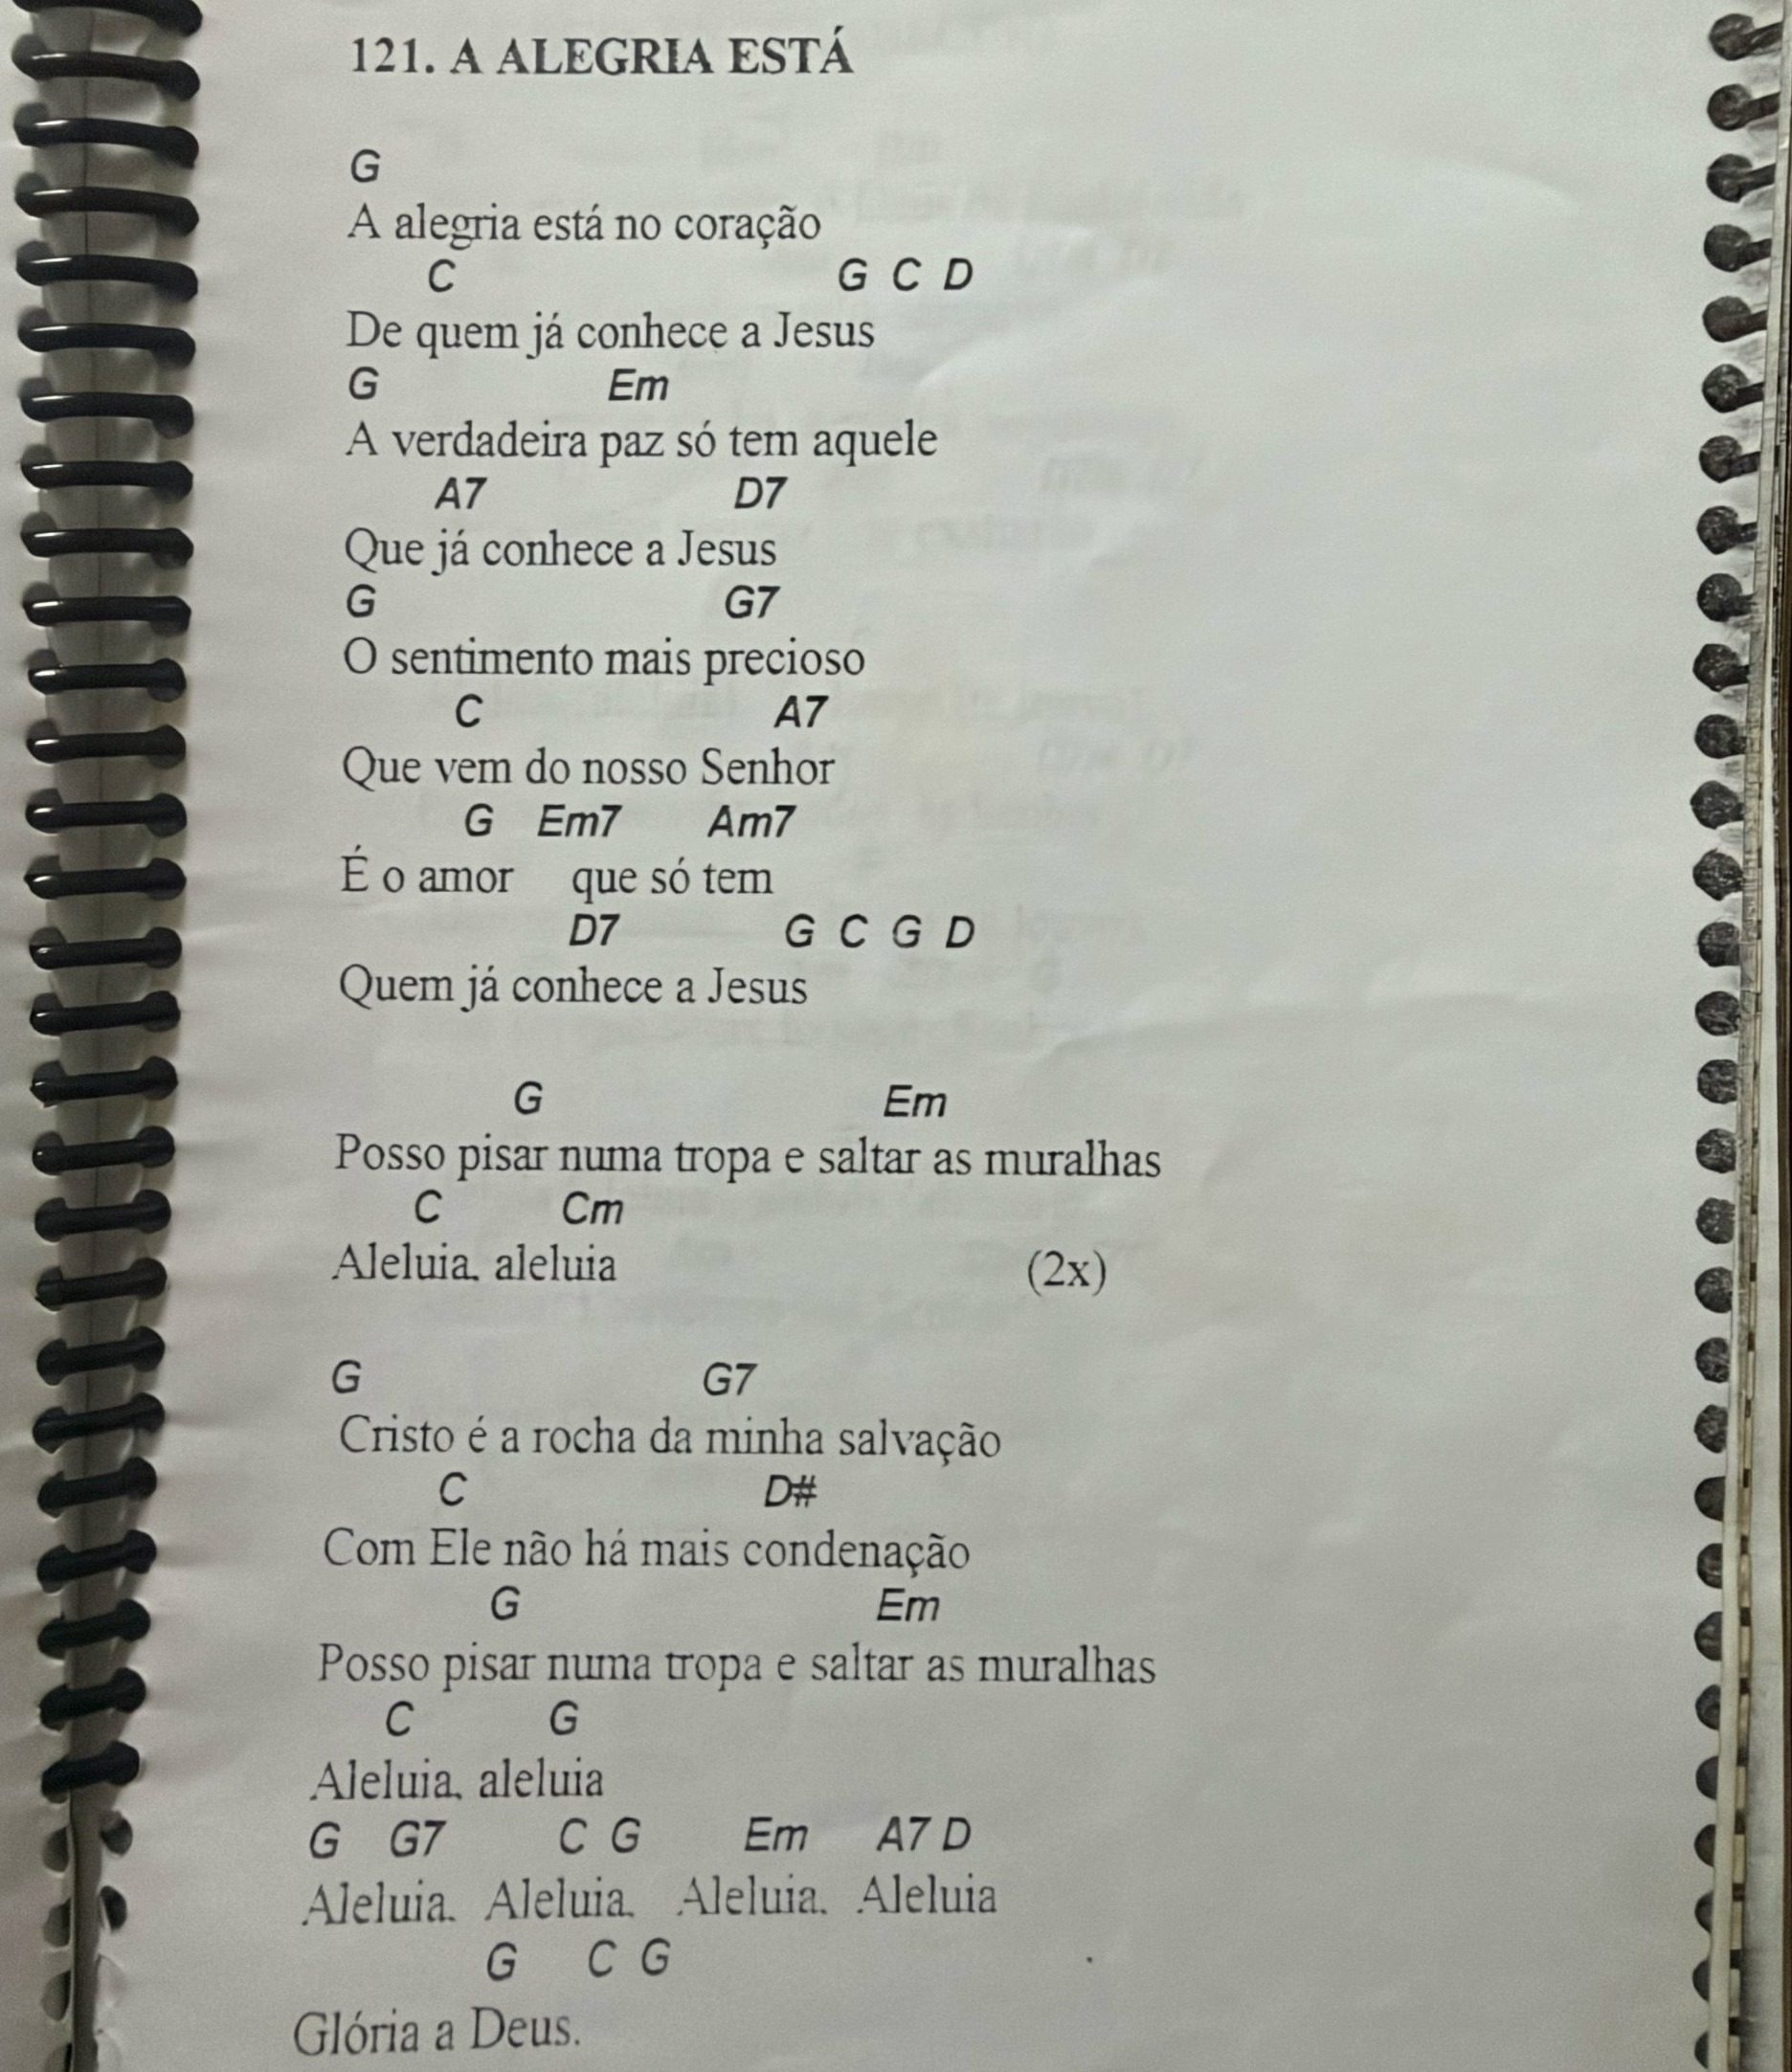 121. A ALEGRIA ESTÁ
G
A alegria está no coração
C G C D
De quem já conhece a Jesus
G Em
A verdadeira paz só tem aquele
A7 D7
Que já conhece a Jesus
G G7
O sentimento mais precioso
C A7
Que vem do nosso Senhor
G Em7 Am7
É o amor que só tem
D7 G C G D
Quem já conhece a Jesus
G Em
Posso pisar numa tropa e saltar as muralhas
C Cm
Aleluia, aleluia (2x)
G G7
Cristo é a rocha da minha salvação
C D#
Com Ele não há mais condenação
G Em
Posso pisar numa tropa e saltar as muralhas
C G
Aleluia, aleluia
G G7 C G Em A7 D
Aleluia. Aleluia. Aleluia. Aleluia
G C G
Glória a Deus.